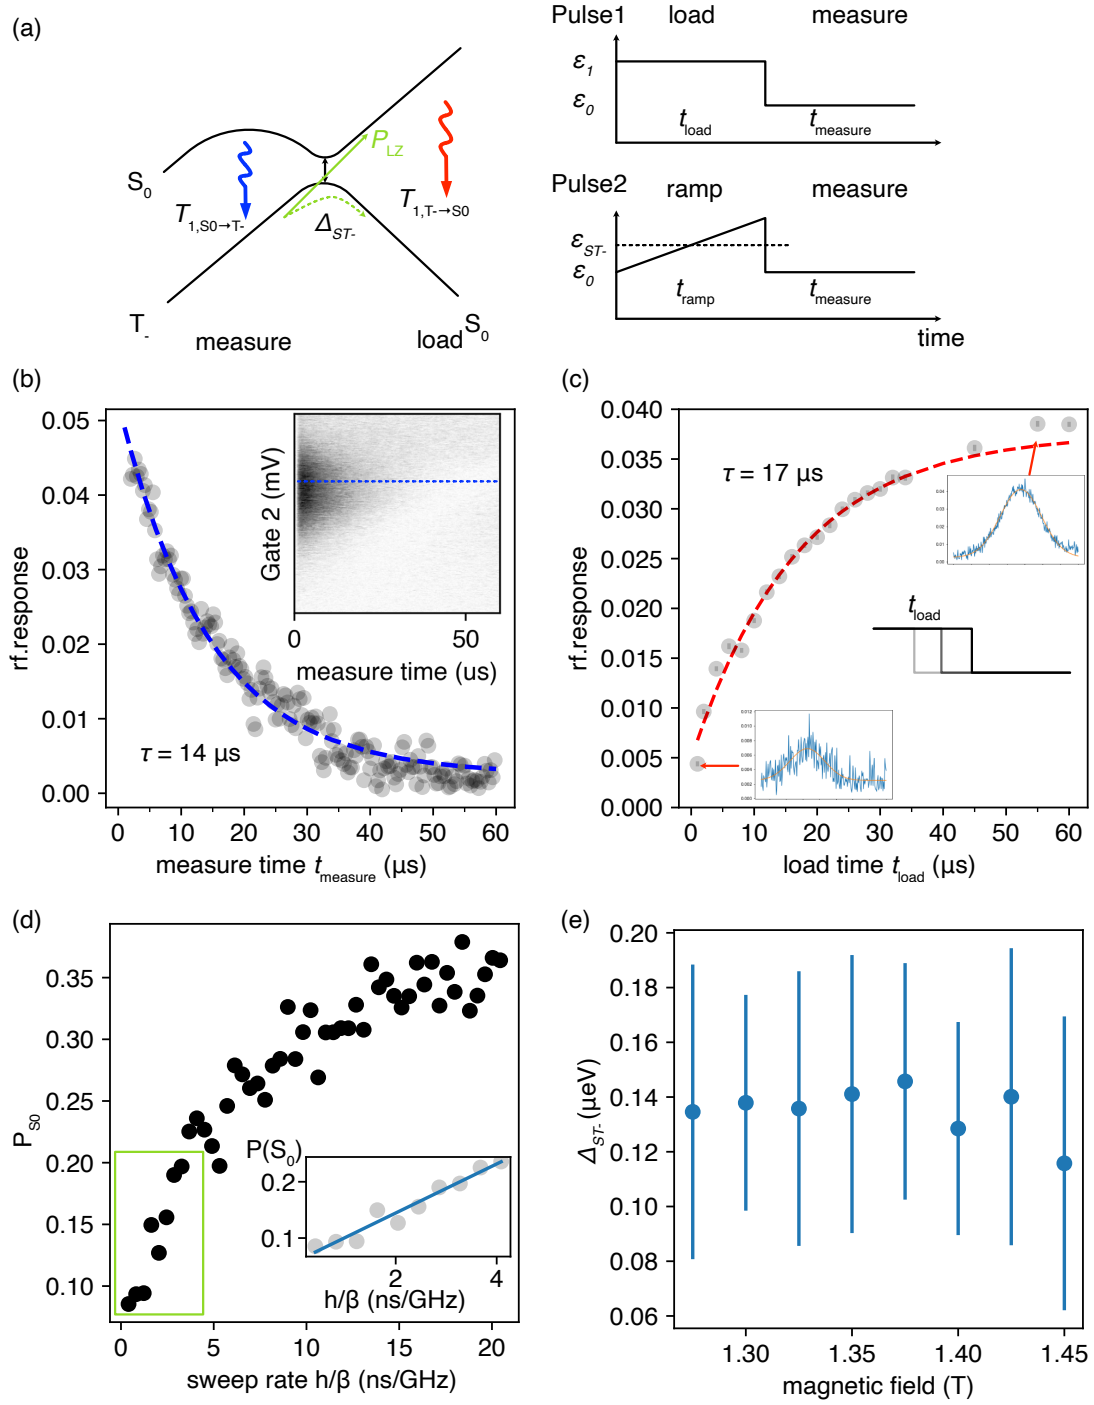 (a)
S0
T-
T1,S0→T-
PLZ
ΔST-
T1,T-→S0
measure
load
S0
Pulse1
load
measure
ε1
ε0
tload
tmeasure
Pulse2
ramp
measure
εST-
ε0
tramp
tmeasure
time
(b)
rf.response
0.05
0.04
0.03
0.02
0.01
0.00
Gate 2 (mV)
0
50
measure time (us)
τ = 14 μs
0
10
20
30
40
50
60
measure time tmeasure (μs)
(c)
rf.response
0.040
0.035
0.030
0.025
0.020
0.015
0.010
0.005
0.000
τ = 17 μs
tload
0
10
20
30
40
50
60
load time tload (μs)
(d)
PS0
0.35
0.30
0.25
0.20
0.15
0.10
P(S0)
0.2
0.1
2
4
h/β (ns/GHz)
0
5
10
15
20
sweep rate h/β (ns/GHz)
(e)
ΔST- (μeV)
0.20
0.18
0.16
0.14
0.12
0.10
0.08
0.06
1.30
1.35
1.40
1.45
magnetic field (T)